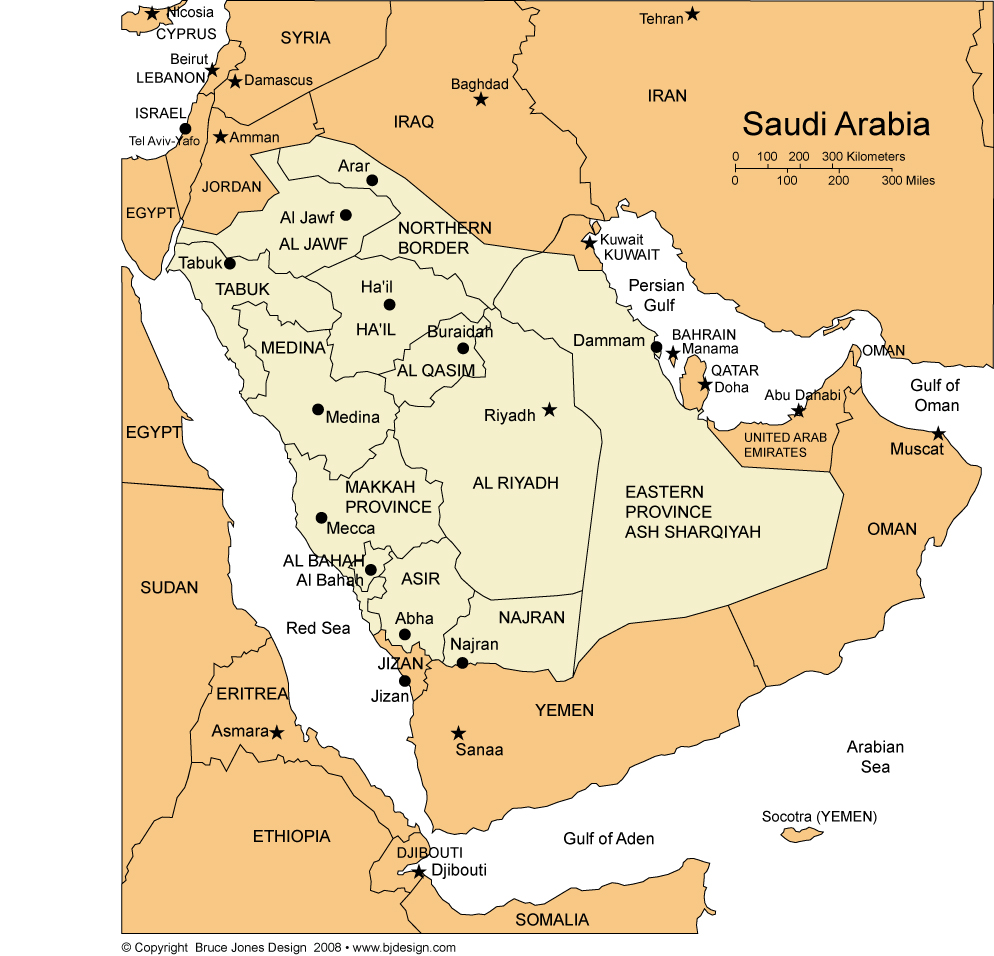 Nicosia
CYPRUS
SYRIA
Tehran
Beirut
LEBANON
Damascus
Baghdad
IRAN
ISRAEL
Tel Aviv-Yafo
Amman
IRAQ
Saudi Arabia
0 100 200 300 Kilometers
0 100 200 300 Miles
Arar
JORDAN
EGYPT
Al Jawf
AL JAWF
NORTHERN
BORDER
Kuwait
KUWAIT
Tabuk
TABUK
Ha'il
HA'IL
Persian
Gulf
Buraidah
MEDINA
AL QASIM
Dammam
BAHRAIN
Manama
OMAN
QATAR
Doha
Abu Dahabi
Gulf of
Oman
Medina
Riyadh
EGYPT
UNITED ARAB
EMIRATES
Muscat
MAKKAH
PROVINCE
AL RIYADH
EASTERN
PROVINCE
ASH SHARQIYAH
Mecca
OMAN
AL BAHAH
Al Bahah
ASIR
SUDAN
Red Sea
Abha
NAJRAN
Najran
JIZAN
Jizan
ERITREA
Asmara
YEMEN
Sanaa
Arabian
Sea
Socotra (YEMEN)
ETHIOPIA
Gulf of Aden
DJIBOUTI
Djibouti
SOMALIA
© Copyright Bruce Jones Design 2008 • www.bjdesign.com